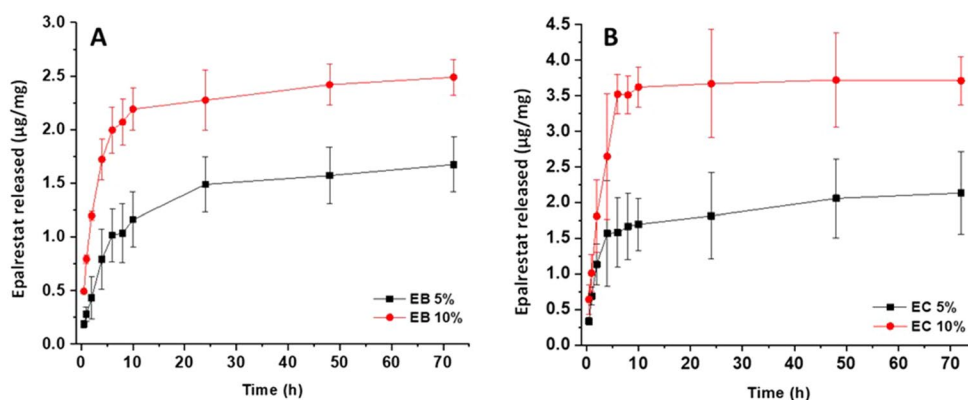 A
Epalrestat released (µg/mg)
3.0
2.5
2.0
1.5
1.0
0.5
0.0
EB 5%
EB 10%
0 10 20 30 40 50 60 70
Time (h)
B
Epalrestat released (µg/mg)
4.5
4.0
3.5
3.0
2.5
2.0
1.5
1.0
0.5
0.0
EC 5%
EC 10%
0 10 20 30 40 50 60 70
Time (h)